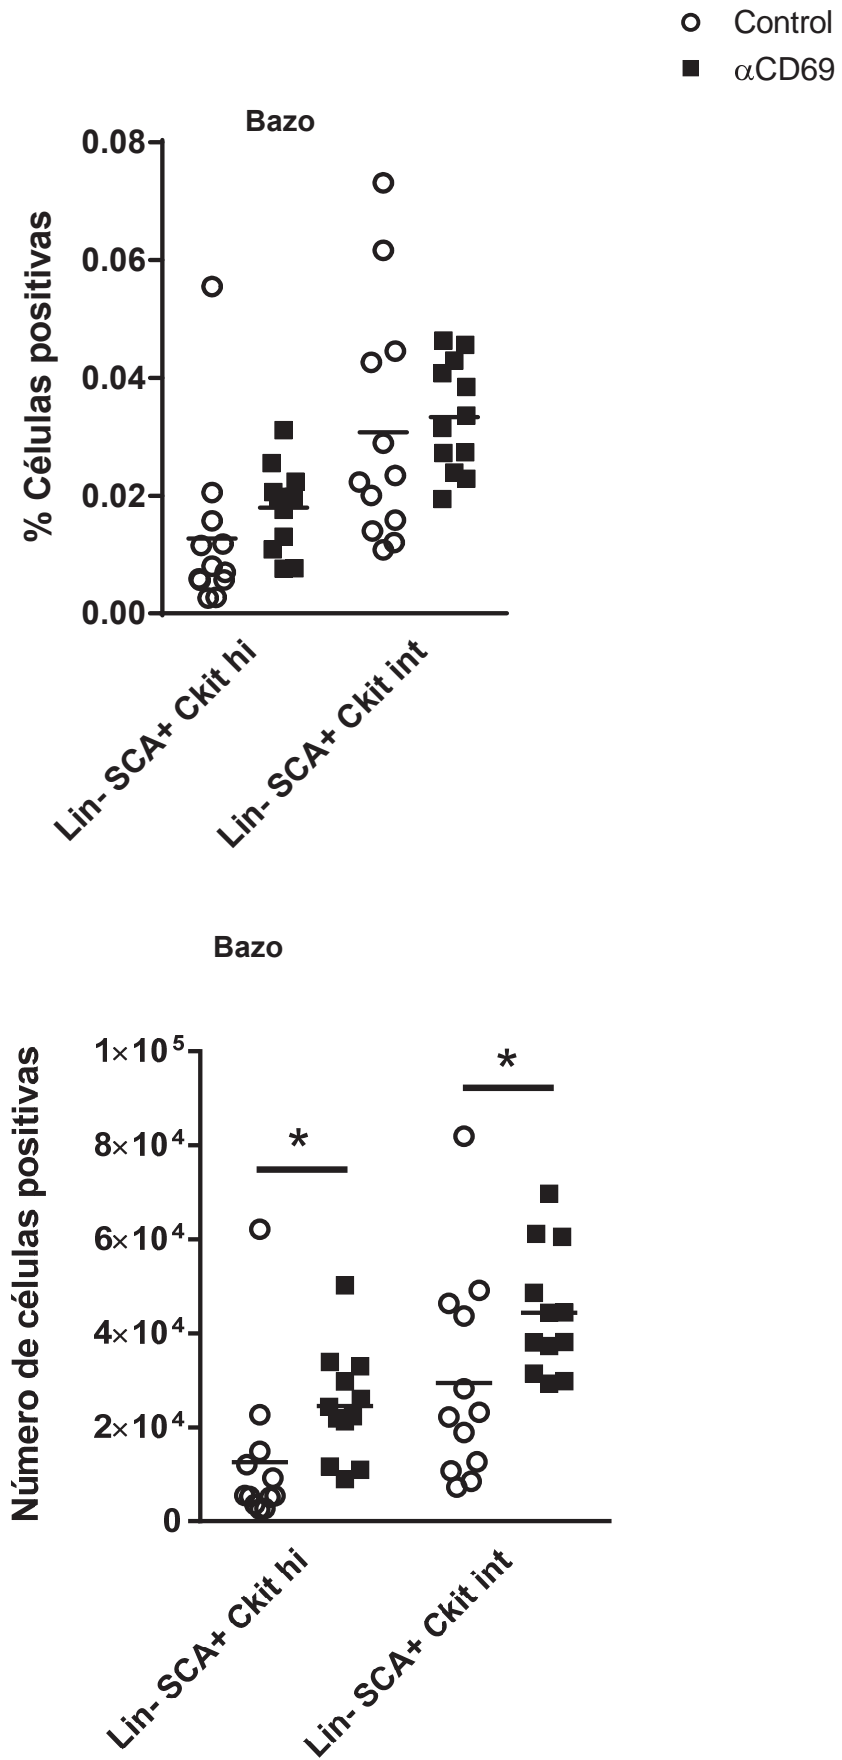 Control
αCD69
Bazo
% Células positivas
0.08
0.06
0.04
0.02
0.00
Lin- SCA+ Ckit hi
Lin- SCA+ Ckit int
Bazo
Número de células positivas
1×10⁵
8×10⁴
6×10⁴
4×10⁴
2×10⁴
0
*
*
Lin- SCA+ Ckit hi
Lin- SCA+ Ckit int